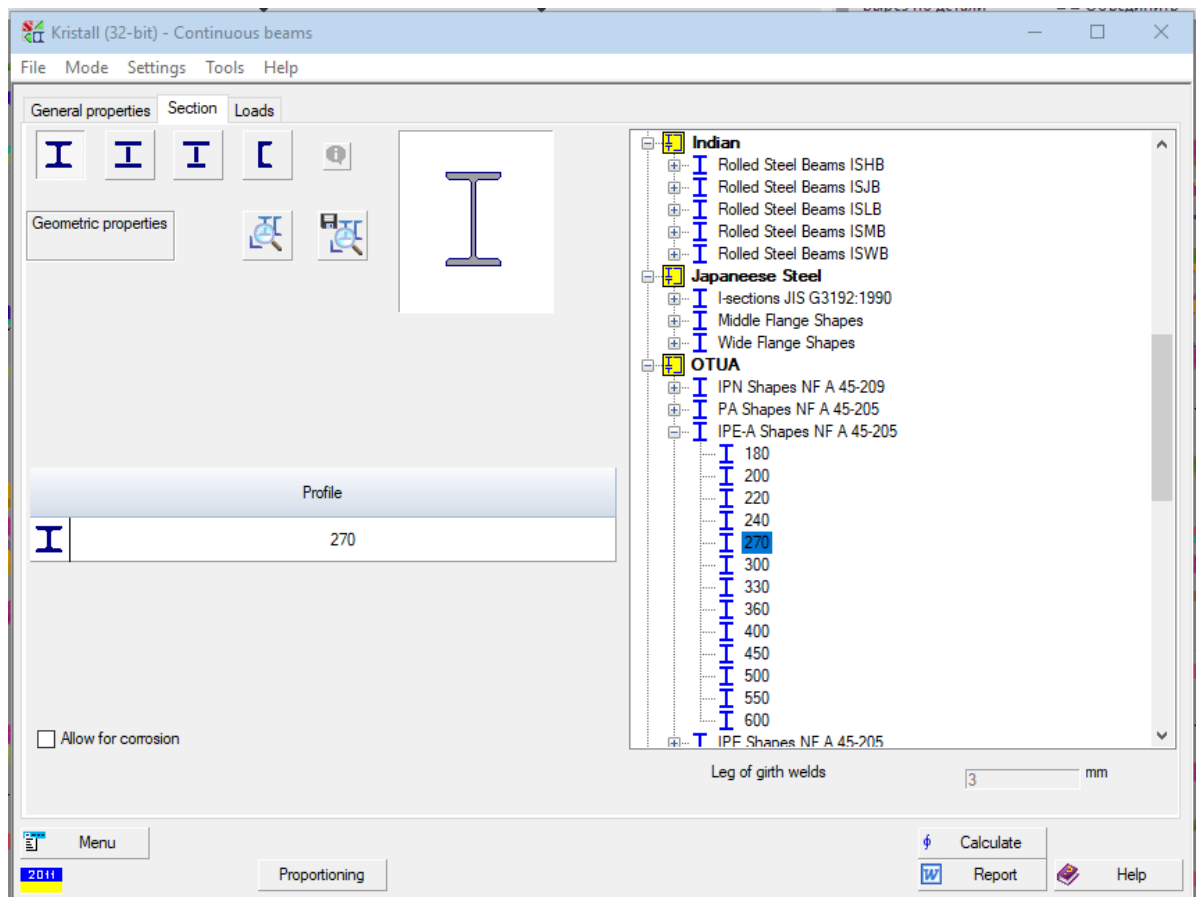 Вырез по детали
Объединить
Kristall (32-bit) - Continuous beams
File Mode Settings Tools Help
General properties Section Loads
Geometric properties
Profile
270
Allow for corrosion
Indian
Rolled Steel Beams ISHB
Rolled Steel Beams ISJB
Rolled Steel Beams ISLB
Rolled Steel Beams ISMB
Rolled Steel Beams ISWB
Japaneese Steel
I-sections JIS G3192:1990
Middle Flange Shapes
Wide Flange Shapes
OTUA
IPN Shapes NF A 45-209
PA Shapes NF A 45-205
IPE-A Shapes NF A 45-205
180
200
220
240
270
300
330
360
400
450
500
550
600
IPE Shapes NF A 45-205
Leg of girth welds 3 mm
Menu
Calculate
2011
Proportioning
Report
Help